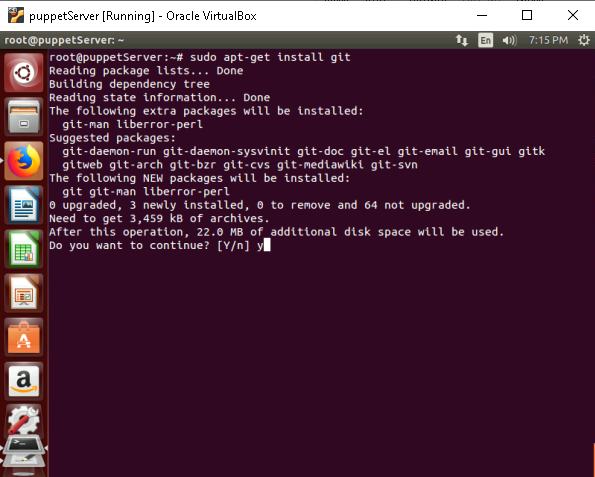 puppetServer [Running] - Oracle VirtualBox
root@puppetServer: ~
En
7:15 PM
root@puppetServer:~# sudo apt-get install git
Reading package lists... Done
Building dependency tree
Reading state information... Done
The following extra packages will be installed:
git-man liberror-perl
Suggested packages:
git-daemon-run git-daemon-sysvinit git-doc git-el git-email git-gui gitk
gitweb git-arch git-bzr git-cvs git-mediawiki git-svn
The following NEW packages will be installed:
git git-man liberror-perl
0 upgraded, 3 newly installed, 0 to remove and 64 not upgraded.
Need to get 3,459 kB of archives.
After this operation, 22.0 MB of additional disk space will be used.
Do you want to continue? [Y/n] y